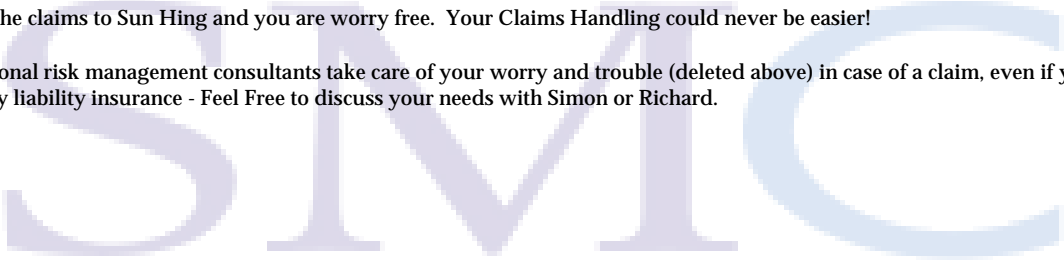 he claims to Sun Hing and you are worry free.  Your Claims Handling could never be easier!
onal risk management consultants take care of your worry and trouble (deleted above) in case of a claim, even if y
y liability insurance - Feel Free to discuss your needs with Simon or Richard.
SMC